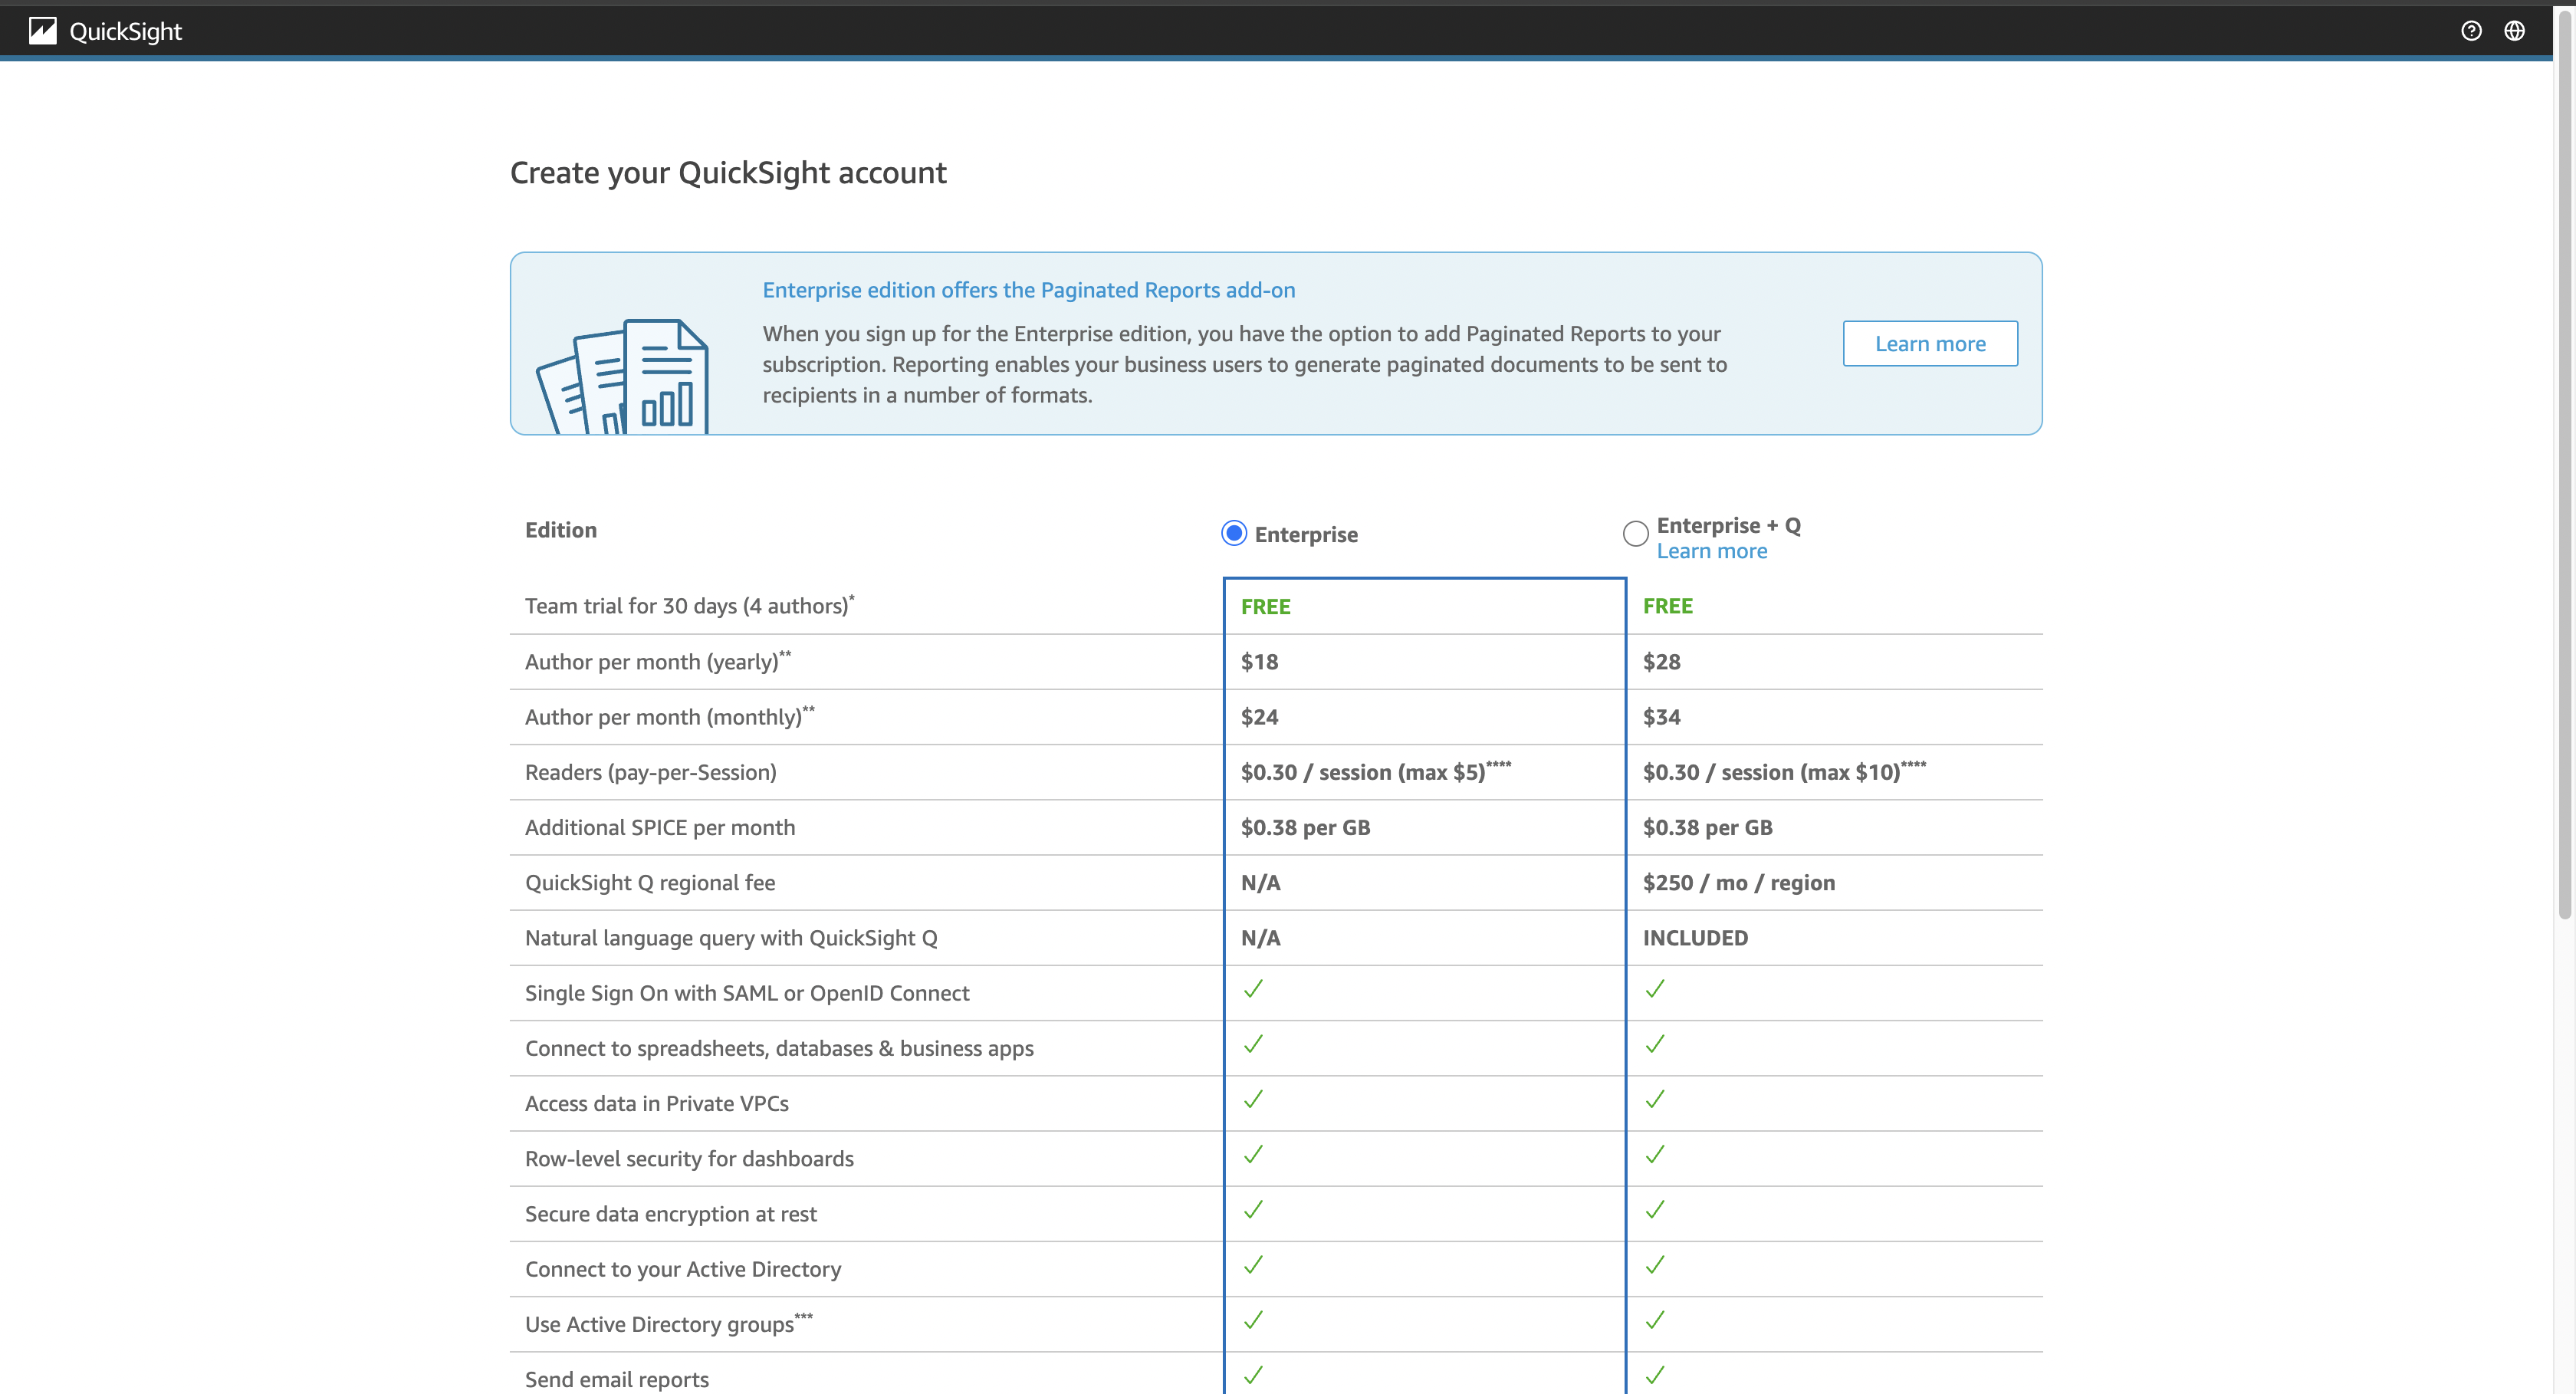 QuickSight
Create your QuickSight account
Enterprise edition offers the Paginated Reports add-on
When you sign up for the Enterprise edition, you have the option to add Paginated Reports to your
subscription. Reporting enables your business users to generate paginated documents to be sent to
recipients in a number of formats.
Learn more
Edition Enterprise Enterprise + Q
Learn more
Team trial for 30 days (4 authors)* FREE FREE
Author per month (yearly)** $18 $28
Author per month (monthly)** $24 $34
Readers (pay-per-Session) $0.30 / session (max $5)**** $0.30 / session (max $10)****
Additional SPICE per month $0.38 per GB $0.38 per GB
QuickSight Q regional fee N/A $250 / mo / region
Natural language query with QuickSight Q N/A INCLUDED
Single Sign On with SAML or OpenID Connect
Connect to spreadsheets, databases & business apps
Access data in Private VPCs
Row-level security for dashboards
Secure data encryption at rest
Connect to your Active Directory
Use Active Directory groups***
Send email reports